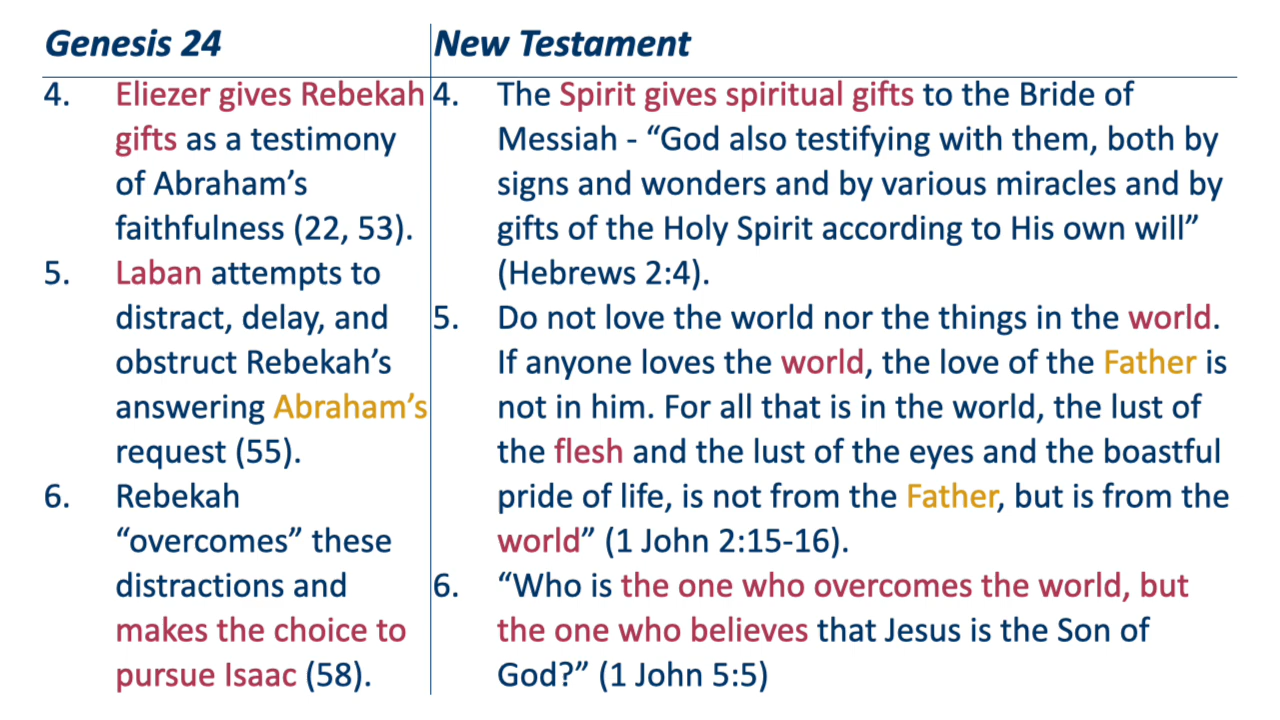 Genesis 24
4. Eliezer gives Rebekah
gifts as a testimony
of Abraham’s
faithfulness (22, 53).
5. Laban attempts to
distract, delay, and
obstruct Rebekah’s
answering Abraham’s
request (55).
6. Rebekah
“overcomes” these
distractions and
makes the choice to
pursue Isaac (58).
New Testament
4. The Spirit gives spiritual gifts to the Bride of
Messiah - “God also testifying with them, both by
signs and wonders and by various miracles and by
gifts of the Holy Spirit according to His own will”
(Hebrews 2:4).
5. Do not love the world nor the things in the world.
If anyone loves the world, the love of the Father is
not in him. For all that is in the world, the lust of
the flesh and the lust of the eyes and the boastful
pride of life, is not from the Father, but is from the
world” (1 John 2:15-16).
6. “Who is the one who overcomes the world, but
the one who believes that Jesus is the Son of
God?” (1 John 5:5)